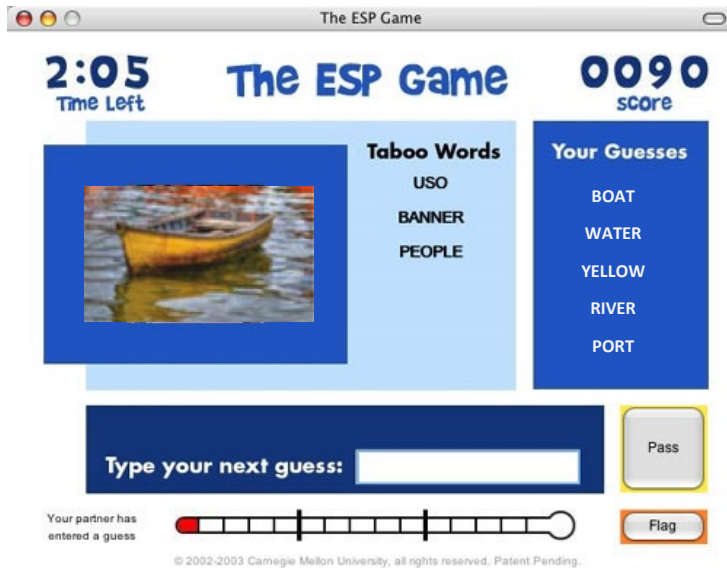 The ESP Game
2:05
Time Left
The ESP Game
0090
score
Taboo Words
USO
BANNER
PEOPLE
Your Guesses
BOAT
WATER
YELLOW
RIVER
PORT
Type your next guess:
Pass
Your partner has
entered a guess
Flag
© 2002-2003 Carnegie Mellon University, all rights reserved. Patent Pending.